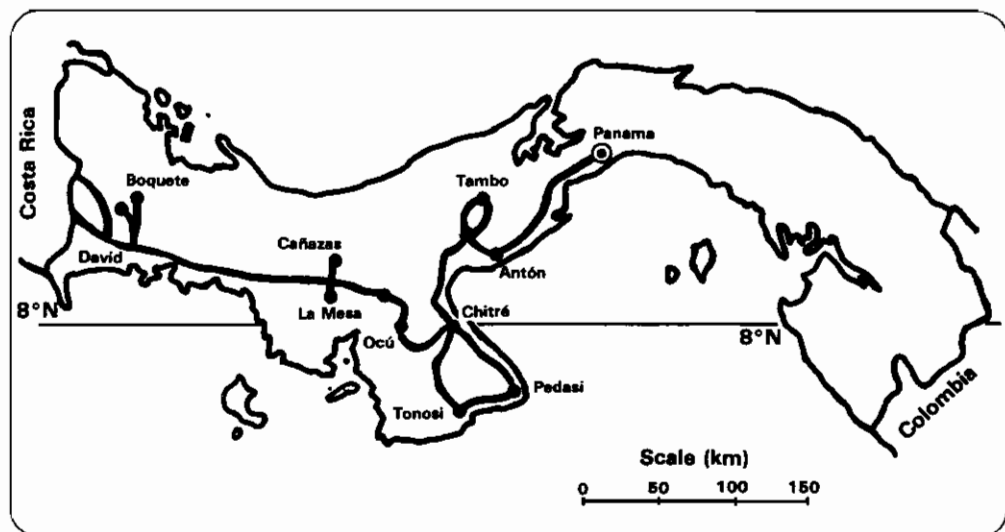 Costa Rica
Boquete
David
Cañazas
La Mesa
Tambo
Panama
Antón
8°N
Ocú
Chitré
8°N
Tonosi
Pedasi
Colombia
Scale (km)
0 50 100 150